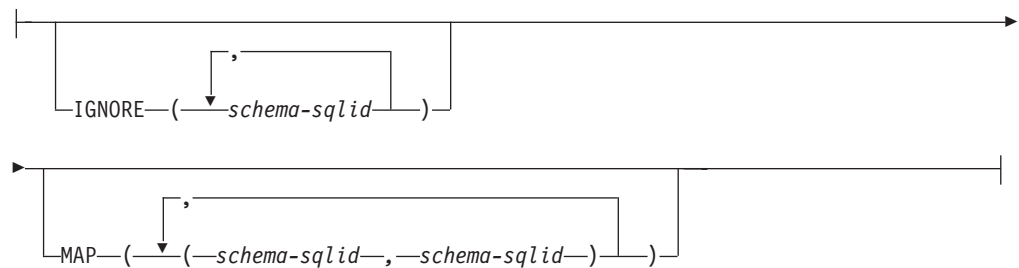 ,
IGNORE ( schema-sqlid )
,
MAP ( ( schema-sqlid , schema-sqlid ) )